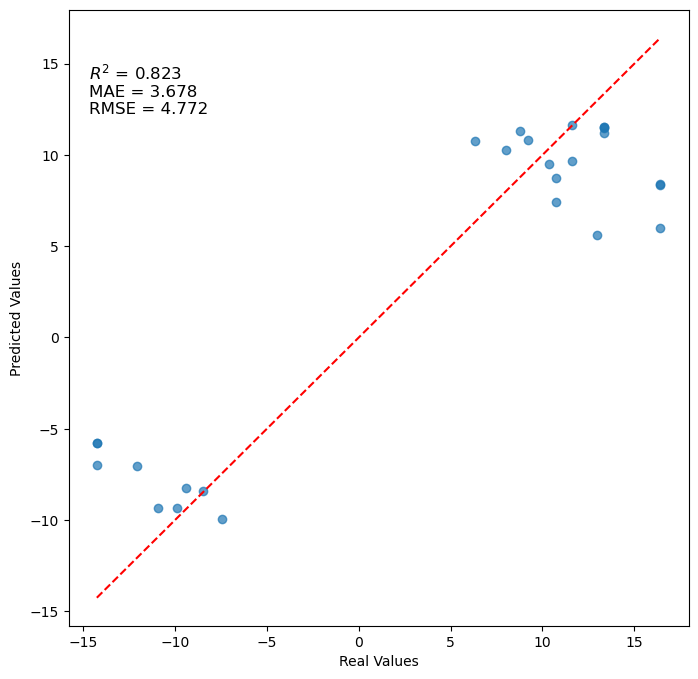 R² = 0.823
MAE = 3.678
RMSE = 4.772
15
10
5
0
−5
−10
−15
Predicted Values
−15 −10 −5 0 5 10 15
Real Values